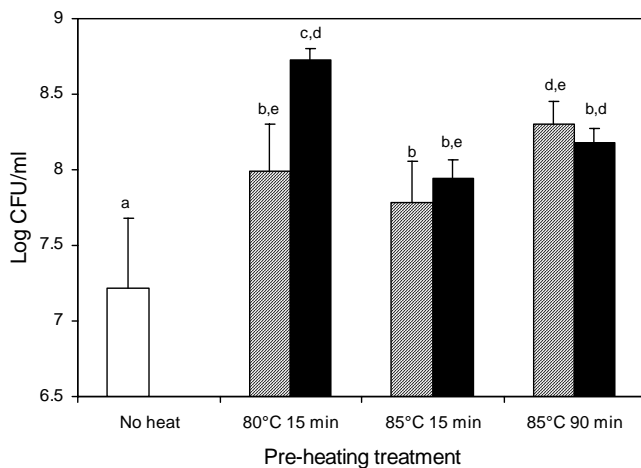 9
8.5
8
7.5
7
6.5
Log CFU/ml
a
b,e
c,d
b
b,e
d,e
b,d
No heat
80°C 15 min
85°C 15 min
85°C 90 min
Pre-heating treatment